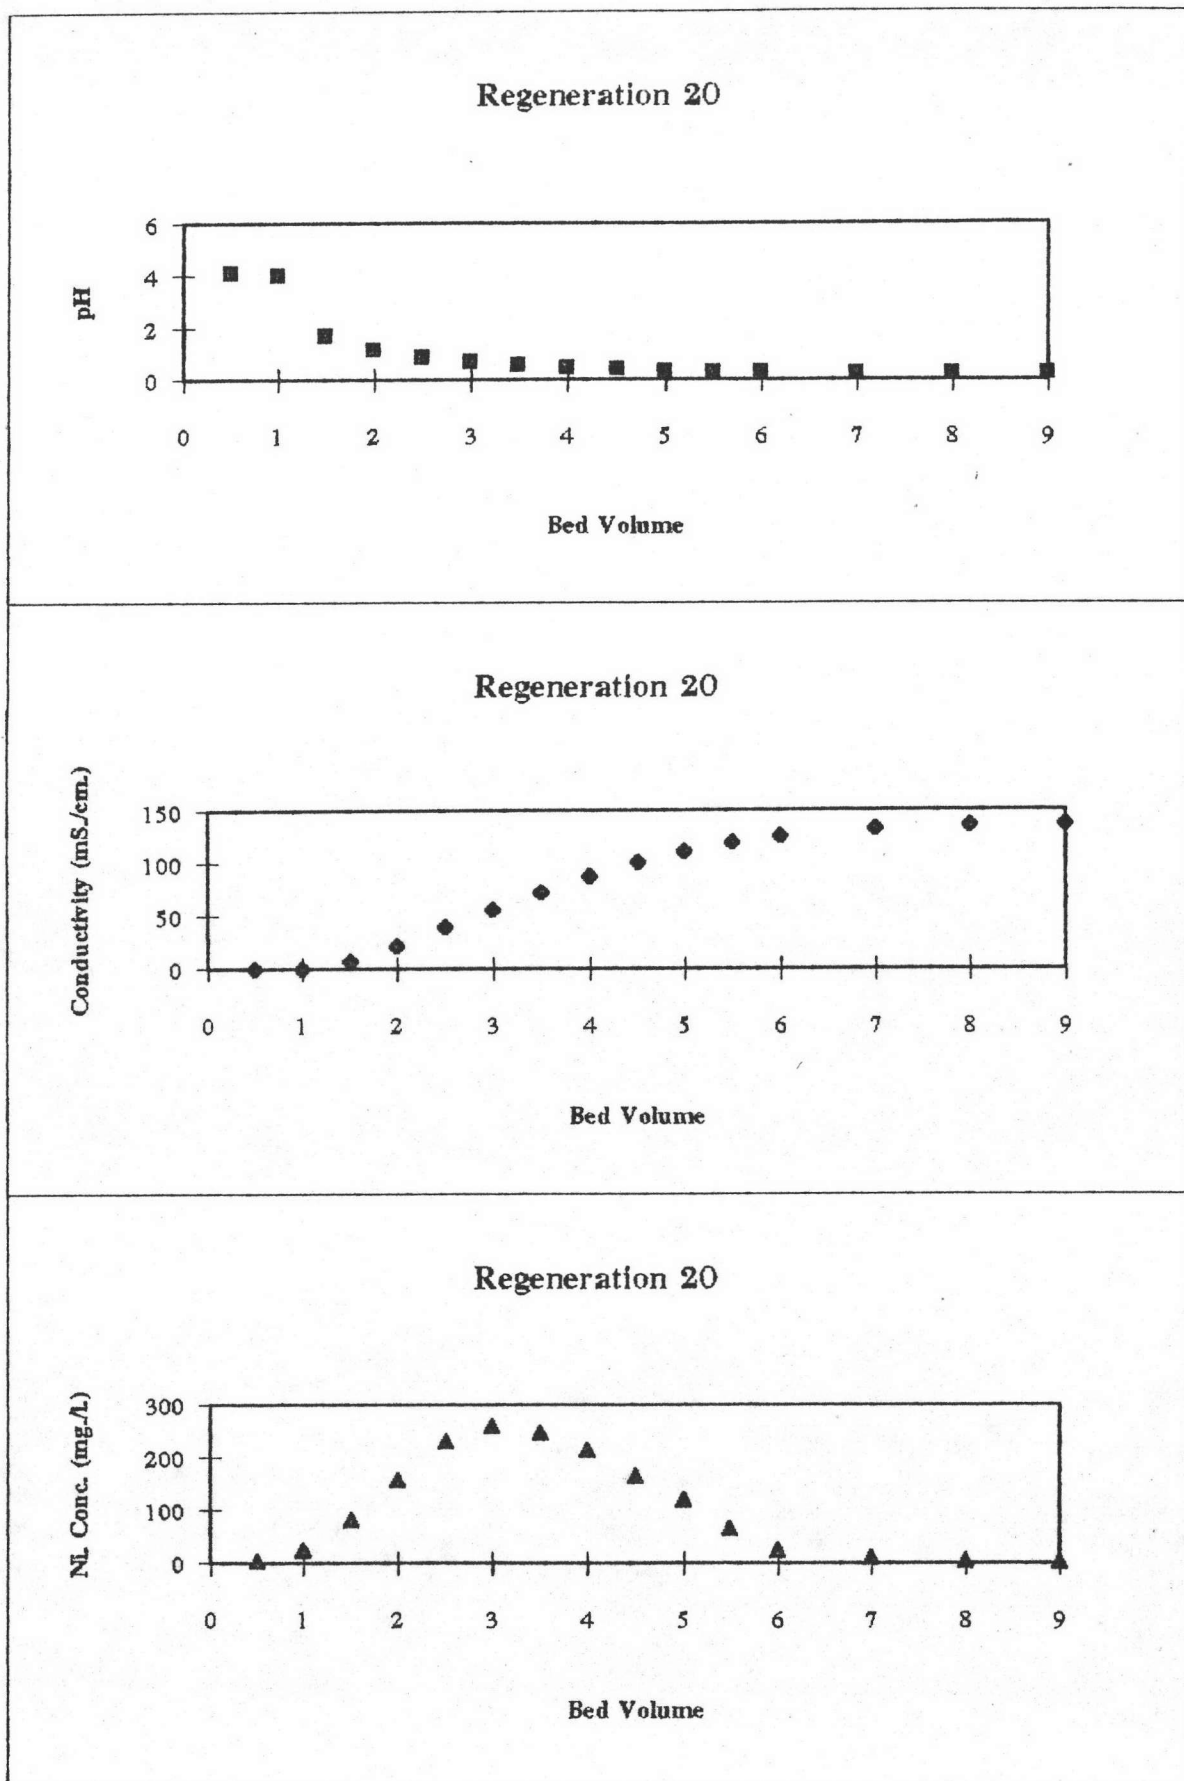 Regeneration 20
6
4
2
0
pH
0 1 2 3 4 5 6 7 8 9
Bed Volume
Regeneration 20
150
100
50
0
Conductivity (mS./cm.)
0 1 2 3 4 5 6 7 8 9
Bed Volume
Regeneration 20
300
200
100
0
Ni. Conc. (mg./L)
0 1 2 3 4 5 6 7 8 9
Bed Volume